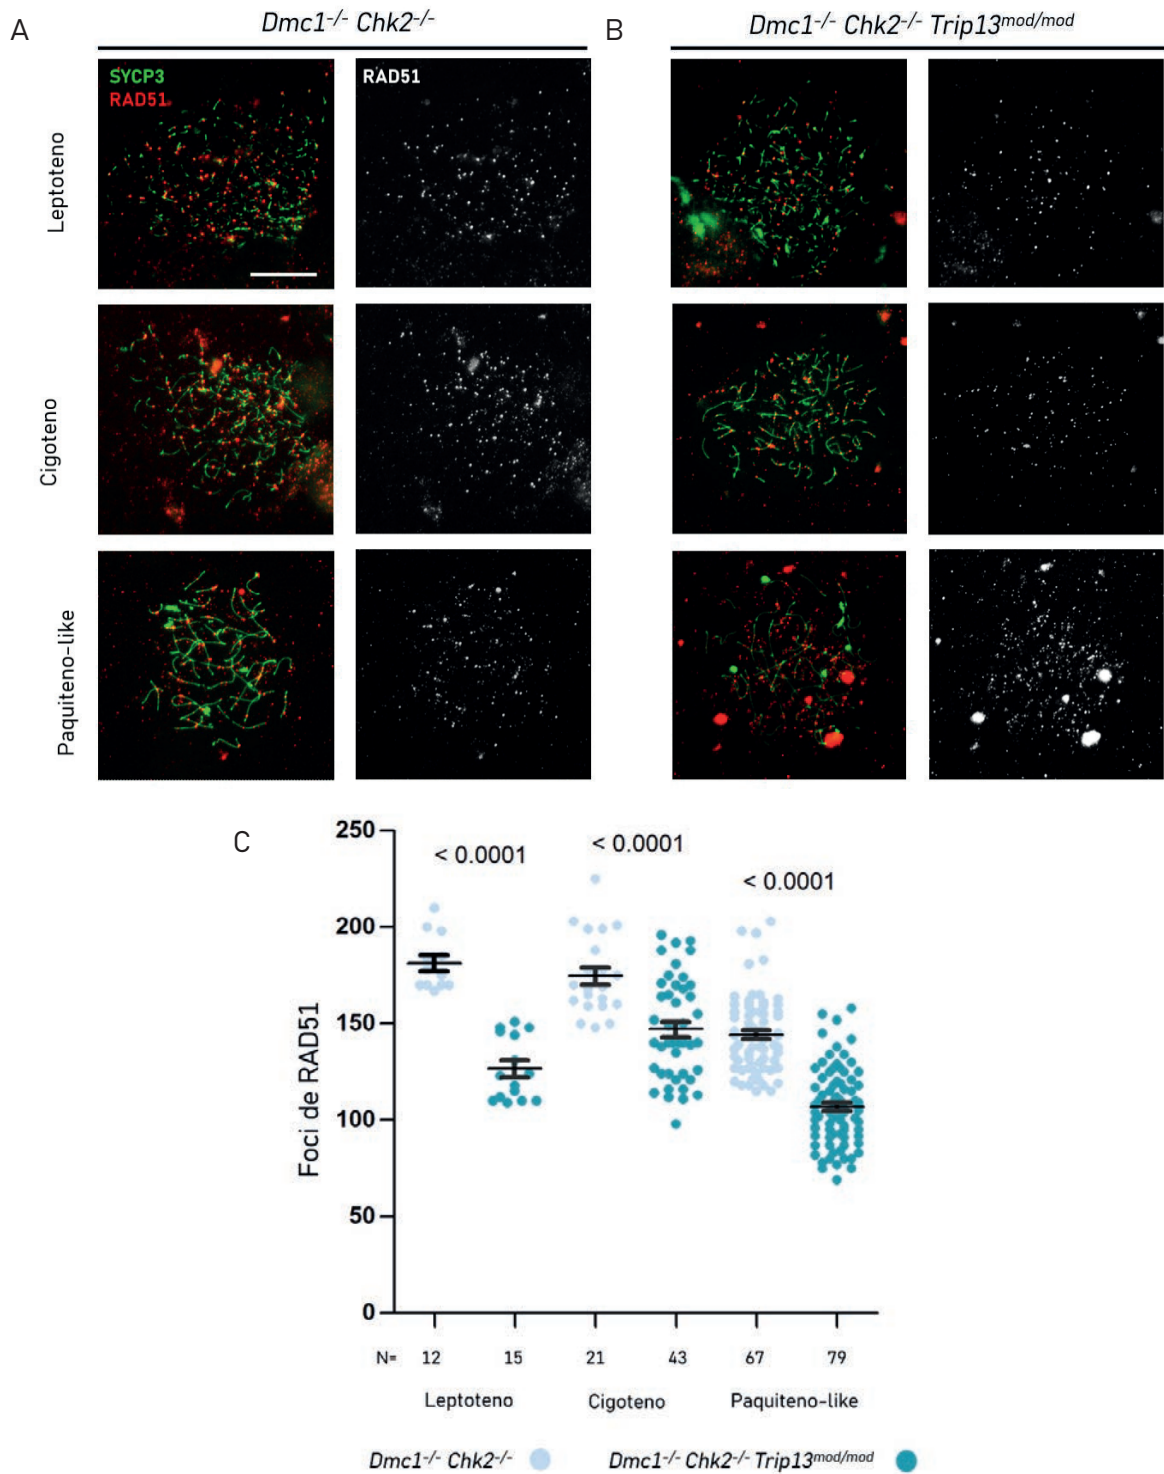 A
Dmc1-/- Chk2-/-
B
Dmc1-/- Chk2-/- Trip13mod/mod
SYCP3
RAD51
RAD51
Leptoteno
Cigoteno
Paquiteno-like
C
Foci de RAD51
250
200
150
100
50
0
< 0.0001
< 0.0001
< 0.0001
N= 12 15 21 43 67 79
Leptoteno Cigoteno Paquiteno-like
Dmc1-/- Chk2-/- Dmc1-/- Chk2-/- Trip13mod/mod